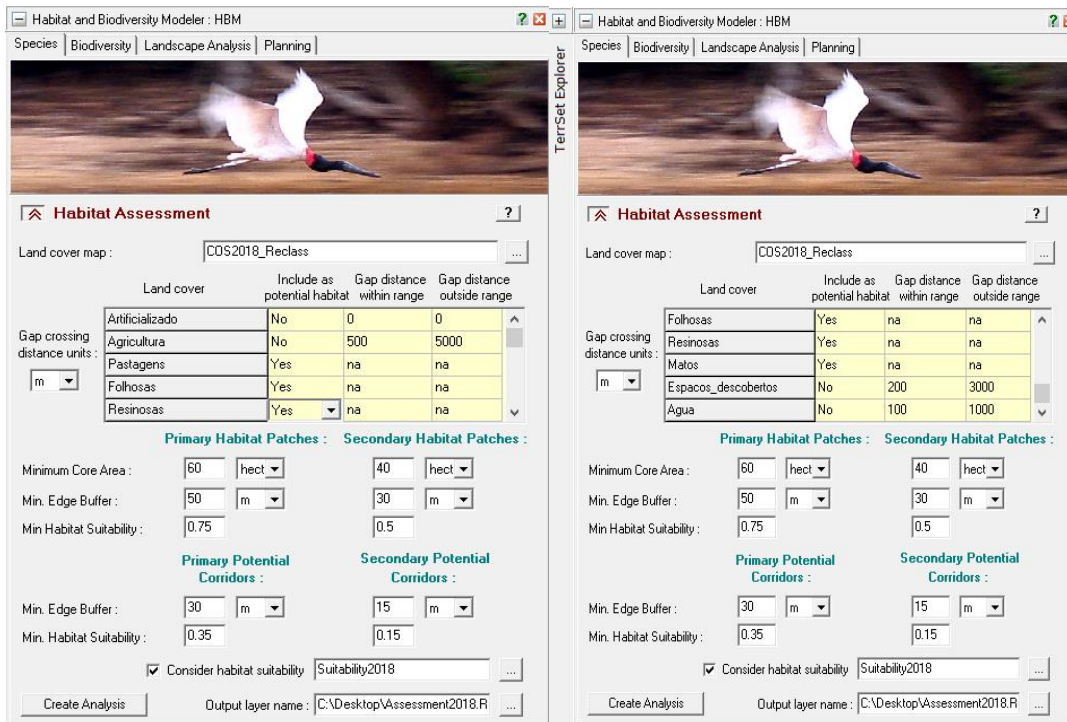 Habitat and Biodiversity Modeler : HBM
Species Biodiversity Landscape Analysis Planning
Habitat Assessment ?
Land cover map : COS2018_Reclass ...
Land cover Include as potential habitat Gap distance within range Gap distance outside range
Gap crossing distance units : m
Artificializado No 0 0
Agricultura No 500 5000
Pastagens Yes na na
Folhosas Yes na na
Resinosas Yes na na
Primary Habitat Patches : Secondary Habitat Patches :
Minimum Core Area : 60 hect 40 hect
Min. Edge Buffer : 50 m 30 m
Min Habitat Suitability : 0.75 0.5
Primary Potential Corridors : Secondary Potential Corridors :
Min. Edge Buffer : 30 m 15 m
Min. Habitat Suitability : 0.35 0.15
Consider habitat suitability Suitability2018 ...
Create Analysis Output layer name : C:\Desktop\Assessment2018.R ...
TerrSet Explorer
Habitat and Biodiversity Modeler : HBM
Species Biodiversity Landscape Analysis Planning
Habitat Assessment ?
Land cover map : COS2018_Reclass ...
Land cover Include as potential habitat Gap distance within range Gap distance outside range
Gap crossing distance units : m
Folhosas Yes na na
Resinosas Yes na na
Matos Yes na na
Espacos_descobertos No 200 3000
Agua No 100 1000
Primary Habitat Patches : Secondary Habitat Patches :
Minimum Core Area : 60 hect 40 hect
Min. Edge Buffer : 50 m 30 m
Min Habitat Suitability : 0.75 0.5
Primary Potential Corridors : Secondary Potential Corridors :
Min. Edge Buffer : 30 m 15 m
Min. Habitat Suitability : 0.35 0.15
Consider habitat suitability Suitability2018 ...
Create Analysis Output layer name : C:\Desktop\Assessment2018.R ...